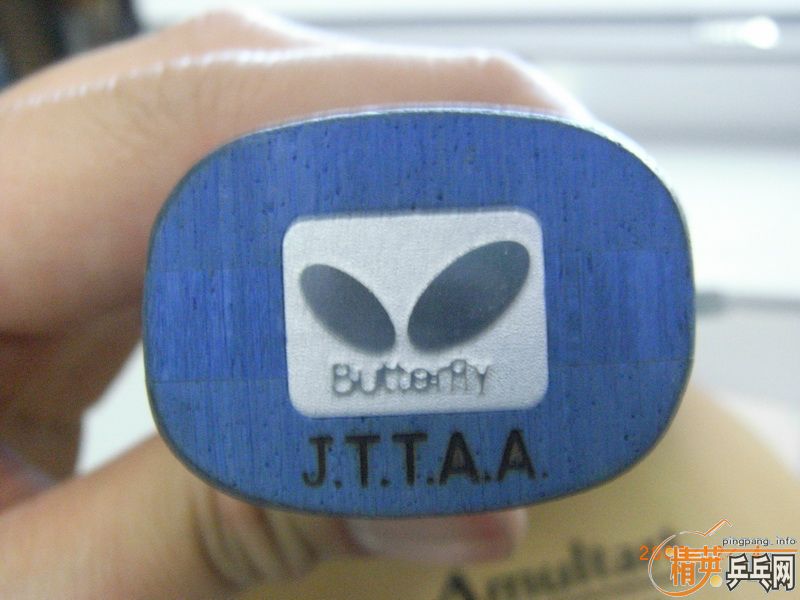 Butterfly
J.T.T.A.A.
pingpang.info
精英乒乓网